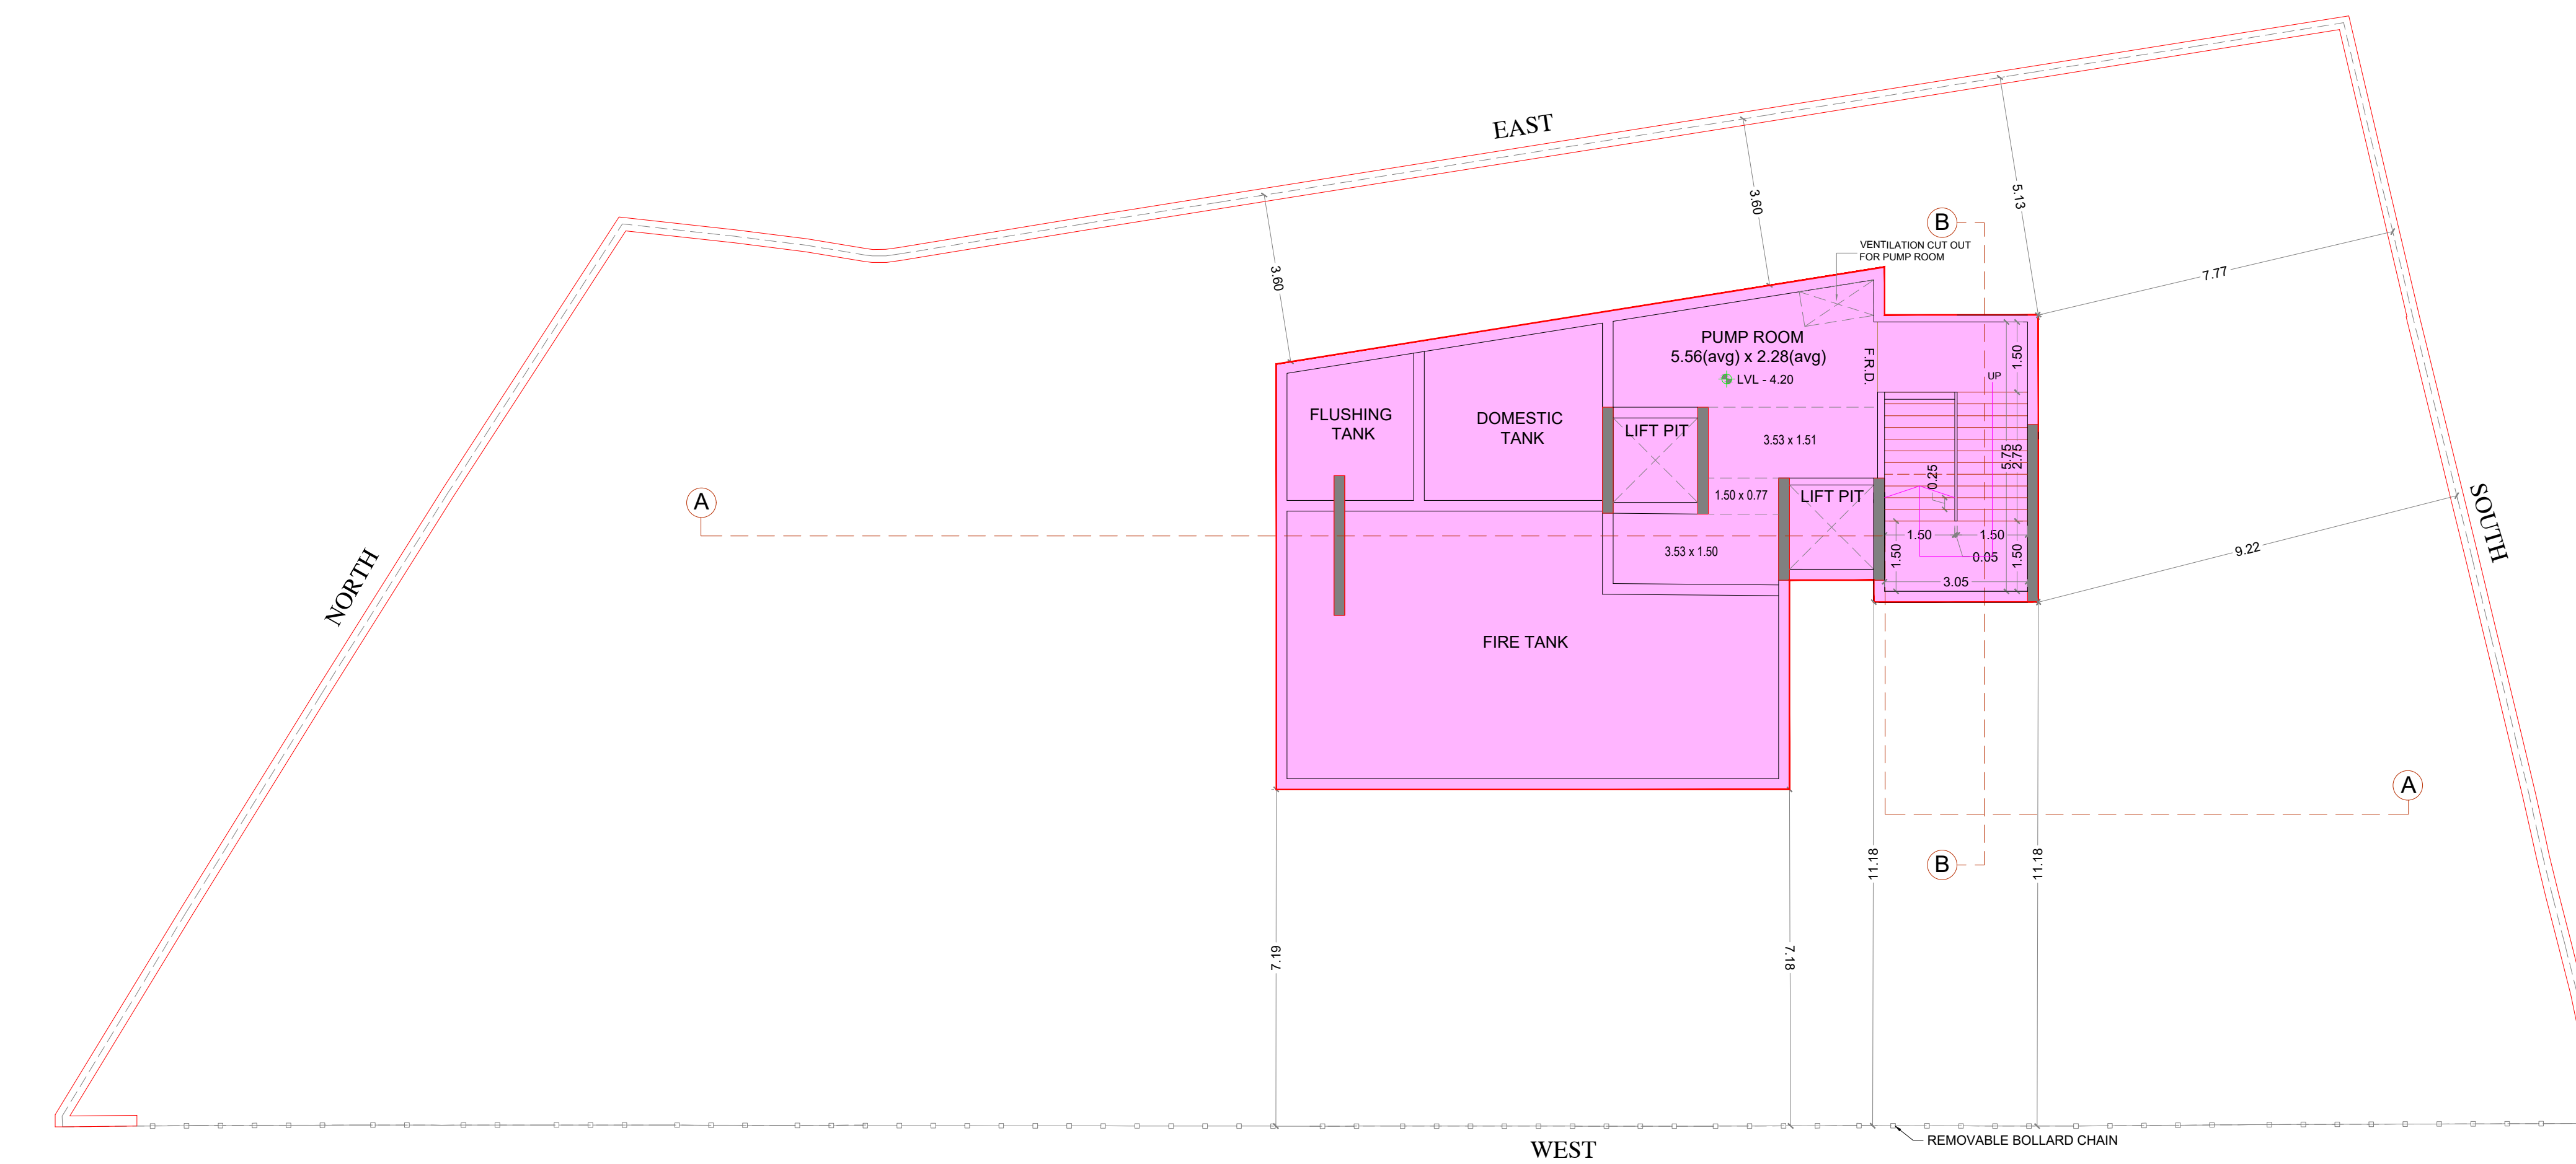 EAST
5.13
3.60
B
VENTILATION CUT OUT
FOR PUMP ROOM
3.60
7.77
PUMP ROOM
5.56(avg) x 2.28(avg)
LVL - 4.20
F.R.D.
1.50
UP
FLUSHING
TANK
DOMESTIC
TANK
LIFT PIT
3.53 x 1.51
5.75
2.75
0.25
A
1.50 x 0.77
LIFT PIT
SOUTH
1.50
1.50
3.53 x 1.50
1.50
0.05
1.50
9.22
3.05
NORTH
FIRE TANK
A
B
11.18
11.18
7.19
7.18
REMOVABLE BOLLARD CHAIN
WEST